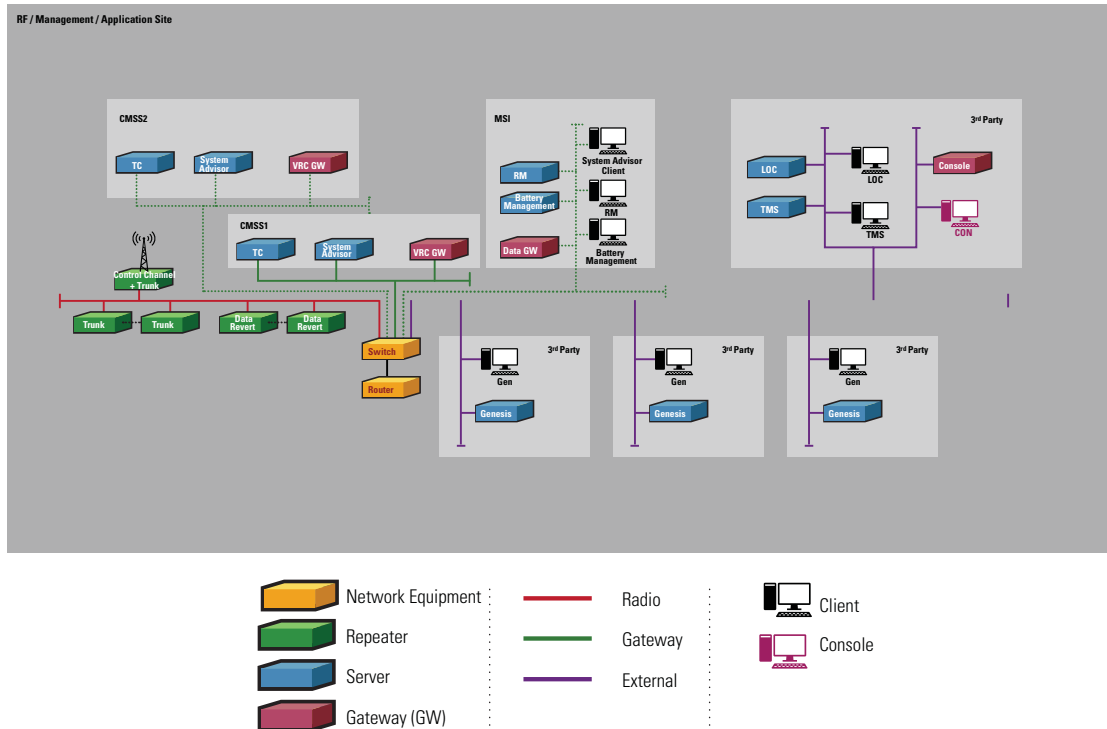 RF / Management / Application Site
CMSS2
TC
System
Advisor
VRC GW
MSI
System Advisor
Client
RM
RM
Battery
Management
Data GW
Battery
Management
3rd Party
LOC
LOC
Console
TMS
TMS
CON
CMSS1
TC
System
Advisor
VRC GW
Control Channel
+ Trunk
Trunk
Trunk
Data
Revert
Data
Revert
Switch
Router
3rd Party
Gen
Genesis
3rd Party
Gen
Genesis
3rd Party
Gen
Genesis
Network Equipment
Repeater
Server
Gateway (GW)
Radio
Gateway
External
Client
Console